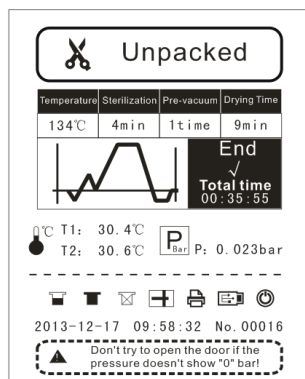 Unpacked
Temperature Sterilization Pre-vacuum Drying Time
134℃ 4min 1time 9min
End
√
Total time
00:35:55
℃ T1: 30.4℃
T2: 30.6℃
P Bar P: 0.023bar
2013-12-17 09:58:32 No.00016
Don't try to open the door if the
pressure doesn't show "0" bar!